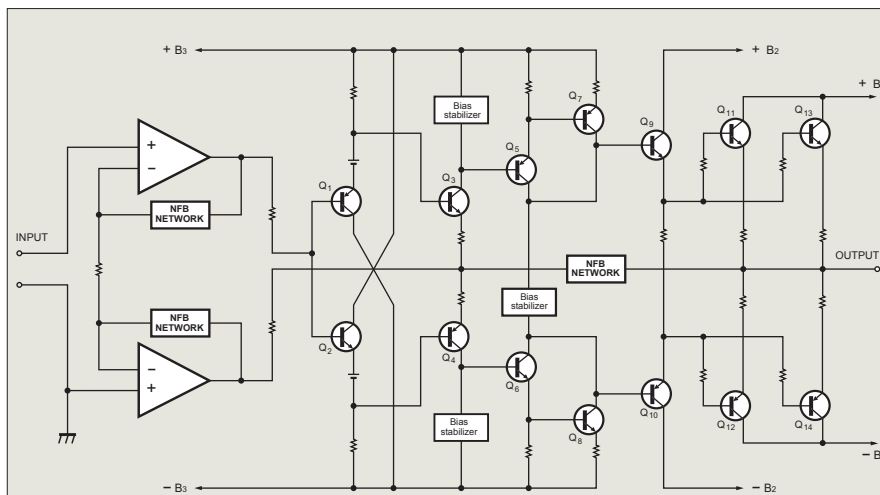 + B3
+ B2
+ B
Q7
Q11
Q13
Bias
stabilizer
Q9
Q5
+
−
Q1
Q3
NFB
NETWORK
INPUT
NFB
NETWORK
OUTPUT
Bias
stabilizer
NFB
NETWORK
Q2
Q4
Q6
−
+
Q10
Q12
Q14
Bias
stabilizer
Q8
− B
− B3
− B2